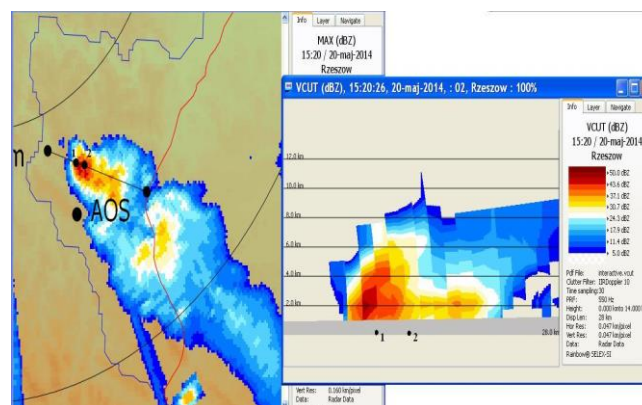 Info Layer Navigate
MAX (dBZ)
15:20 / 20-maj-2014
Rzeszow
VCUT (dBZ), 15:20:26, 20-maj-2014, : 02, Rzeszow : 100%
m
1 2
AOS
12.0 km
10.0 km
8.0 km
6.0 km
4.0 km
2.0 km
28.0 km
1 2
Info Layer Navigate
VCUT (dBZ)
15:20 / 20-maj-2014
Rzeszow
+50.0 dBZ
+43.6 dBZ
+37.1 dBZ
+30.7 dBZ
+24.3 dBZ
+17.9 dBZ
+11.4 dBZ
+ 5.0 dBZ
Pdf File: interactive.vcut
Clutter Filter: IIRDoppler 10
Time sampling:30
PRF: 550 Hz
Height: 0.000 kmto 14.000
Disp Len: 28 km
Hor Res: 0.047 km/pixel
Vert Res: 0.047 km/pixel
Data: Radar Data
Rainbow® SELEX-SI
Vert Res: 0.160 km/pixel
Data: Radar Data